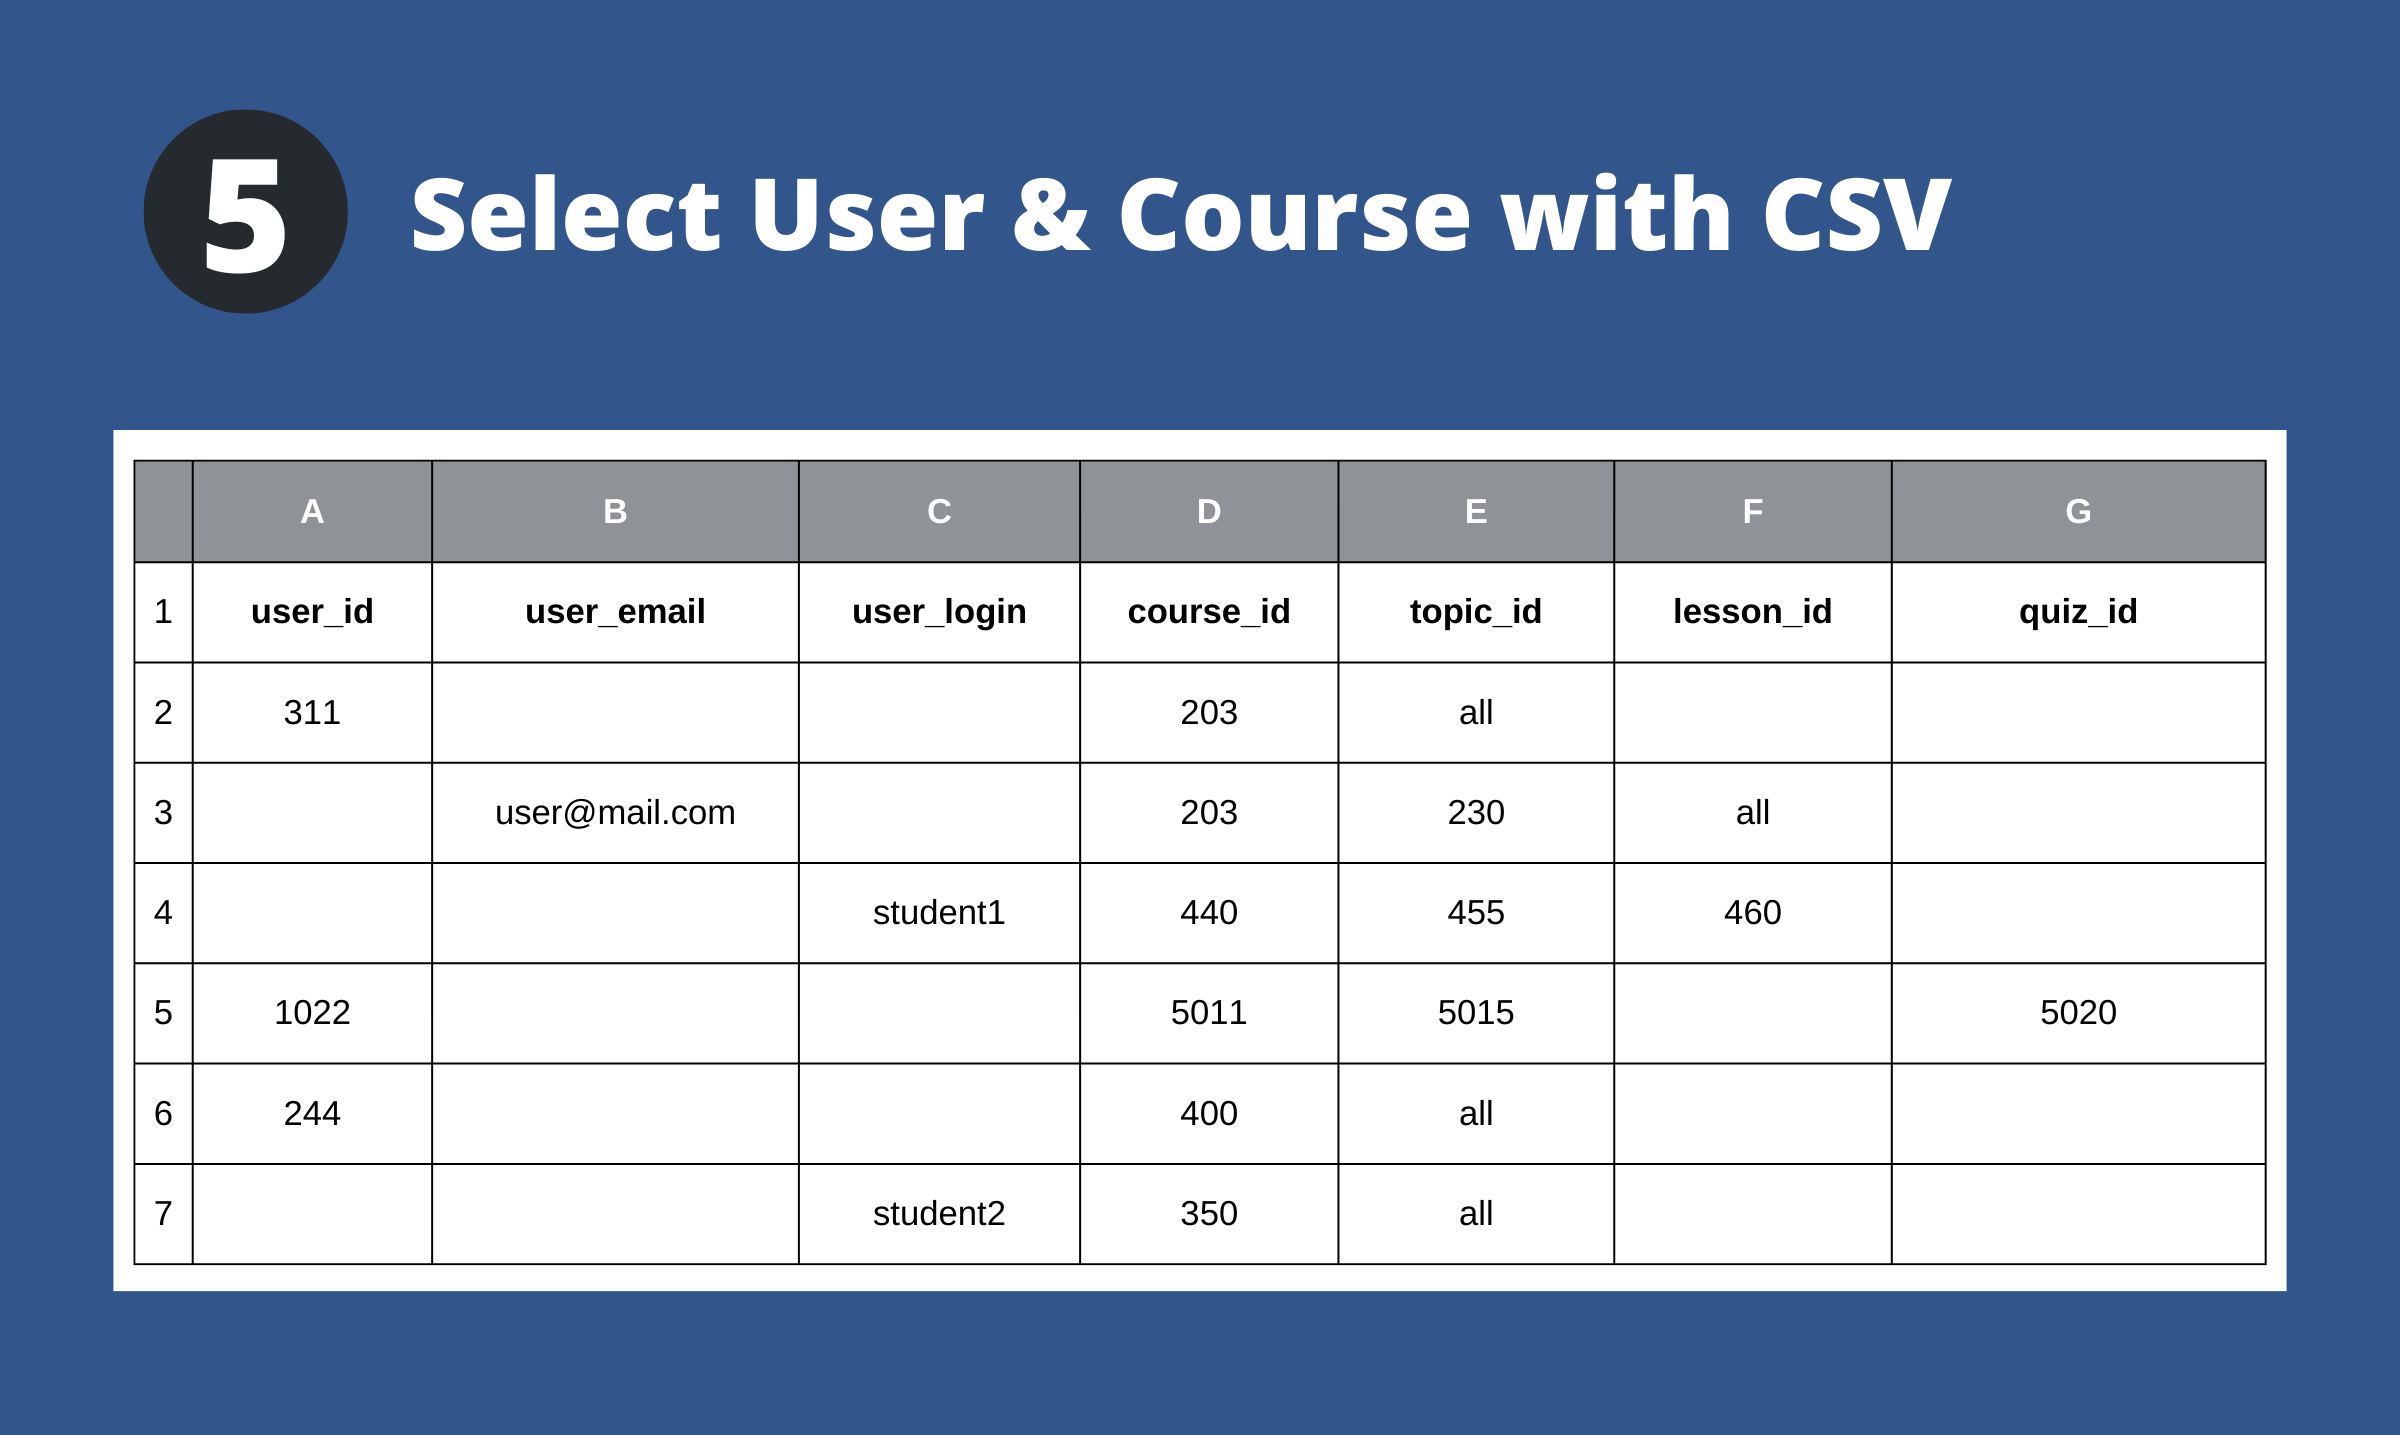 5 Select User & Course with CSV
A B C D E F G
1 user_id user_email user_login course_id topic_id lesson_id quiz_id
2 311 203 all
3 user@mail.com 203 230 all
4 student1 440 455 460
5 1022 5011 5015 5020
6 244 400 all
7 student2 350 all